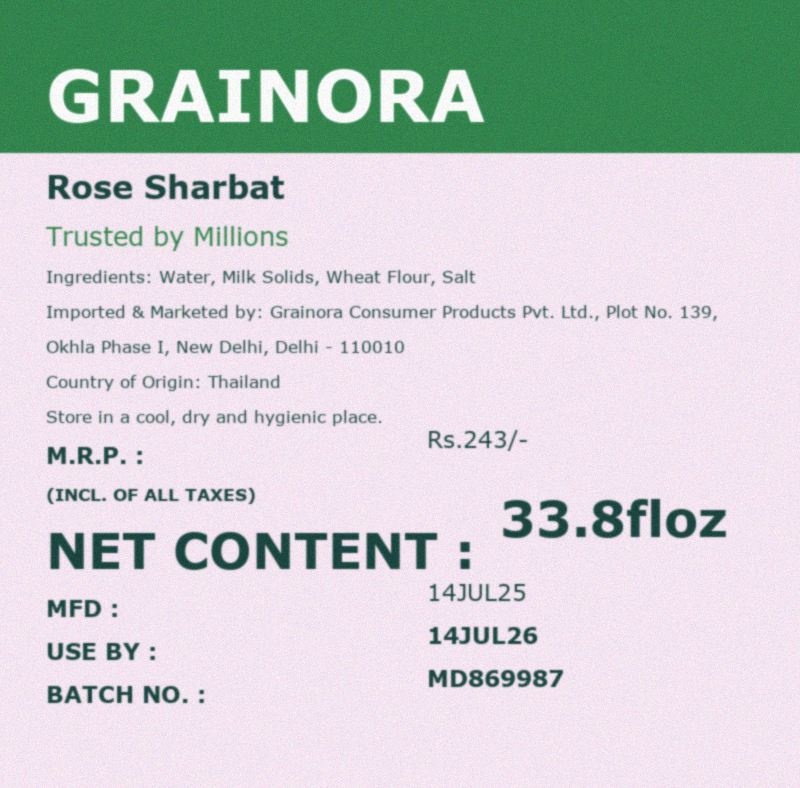 GRAINORA
Rose Sharbat
Trusted by Millions
Ingredients: Water, Milk Solids, Wheat Flour, Salt
Imported & Marketed by: Grainora Consumer Products Pvt. Ltd., Plot No. 139,
Okhla Phase I, New Delhi, Delhi - 110010
Country of Origin: Thailand
Store in a cool, dry and hygienic place.
M.R.P. : Rs.243/-
(INCL. OF ALL TAXES)
NET CONTENT : 33.8floz
MFD : 14JUL25
USE BY : 14JUL26
BATCH NO. : MD869987